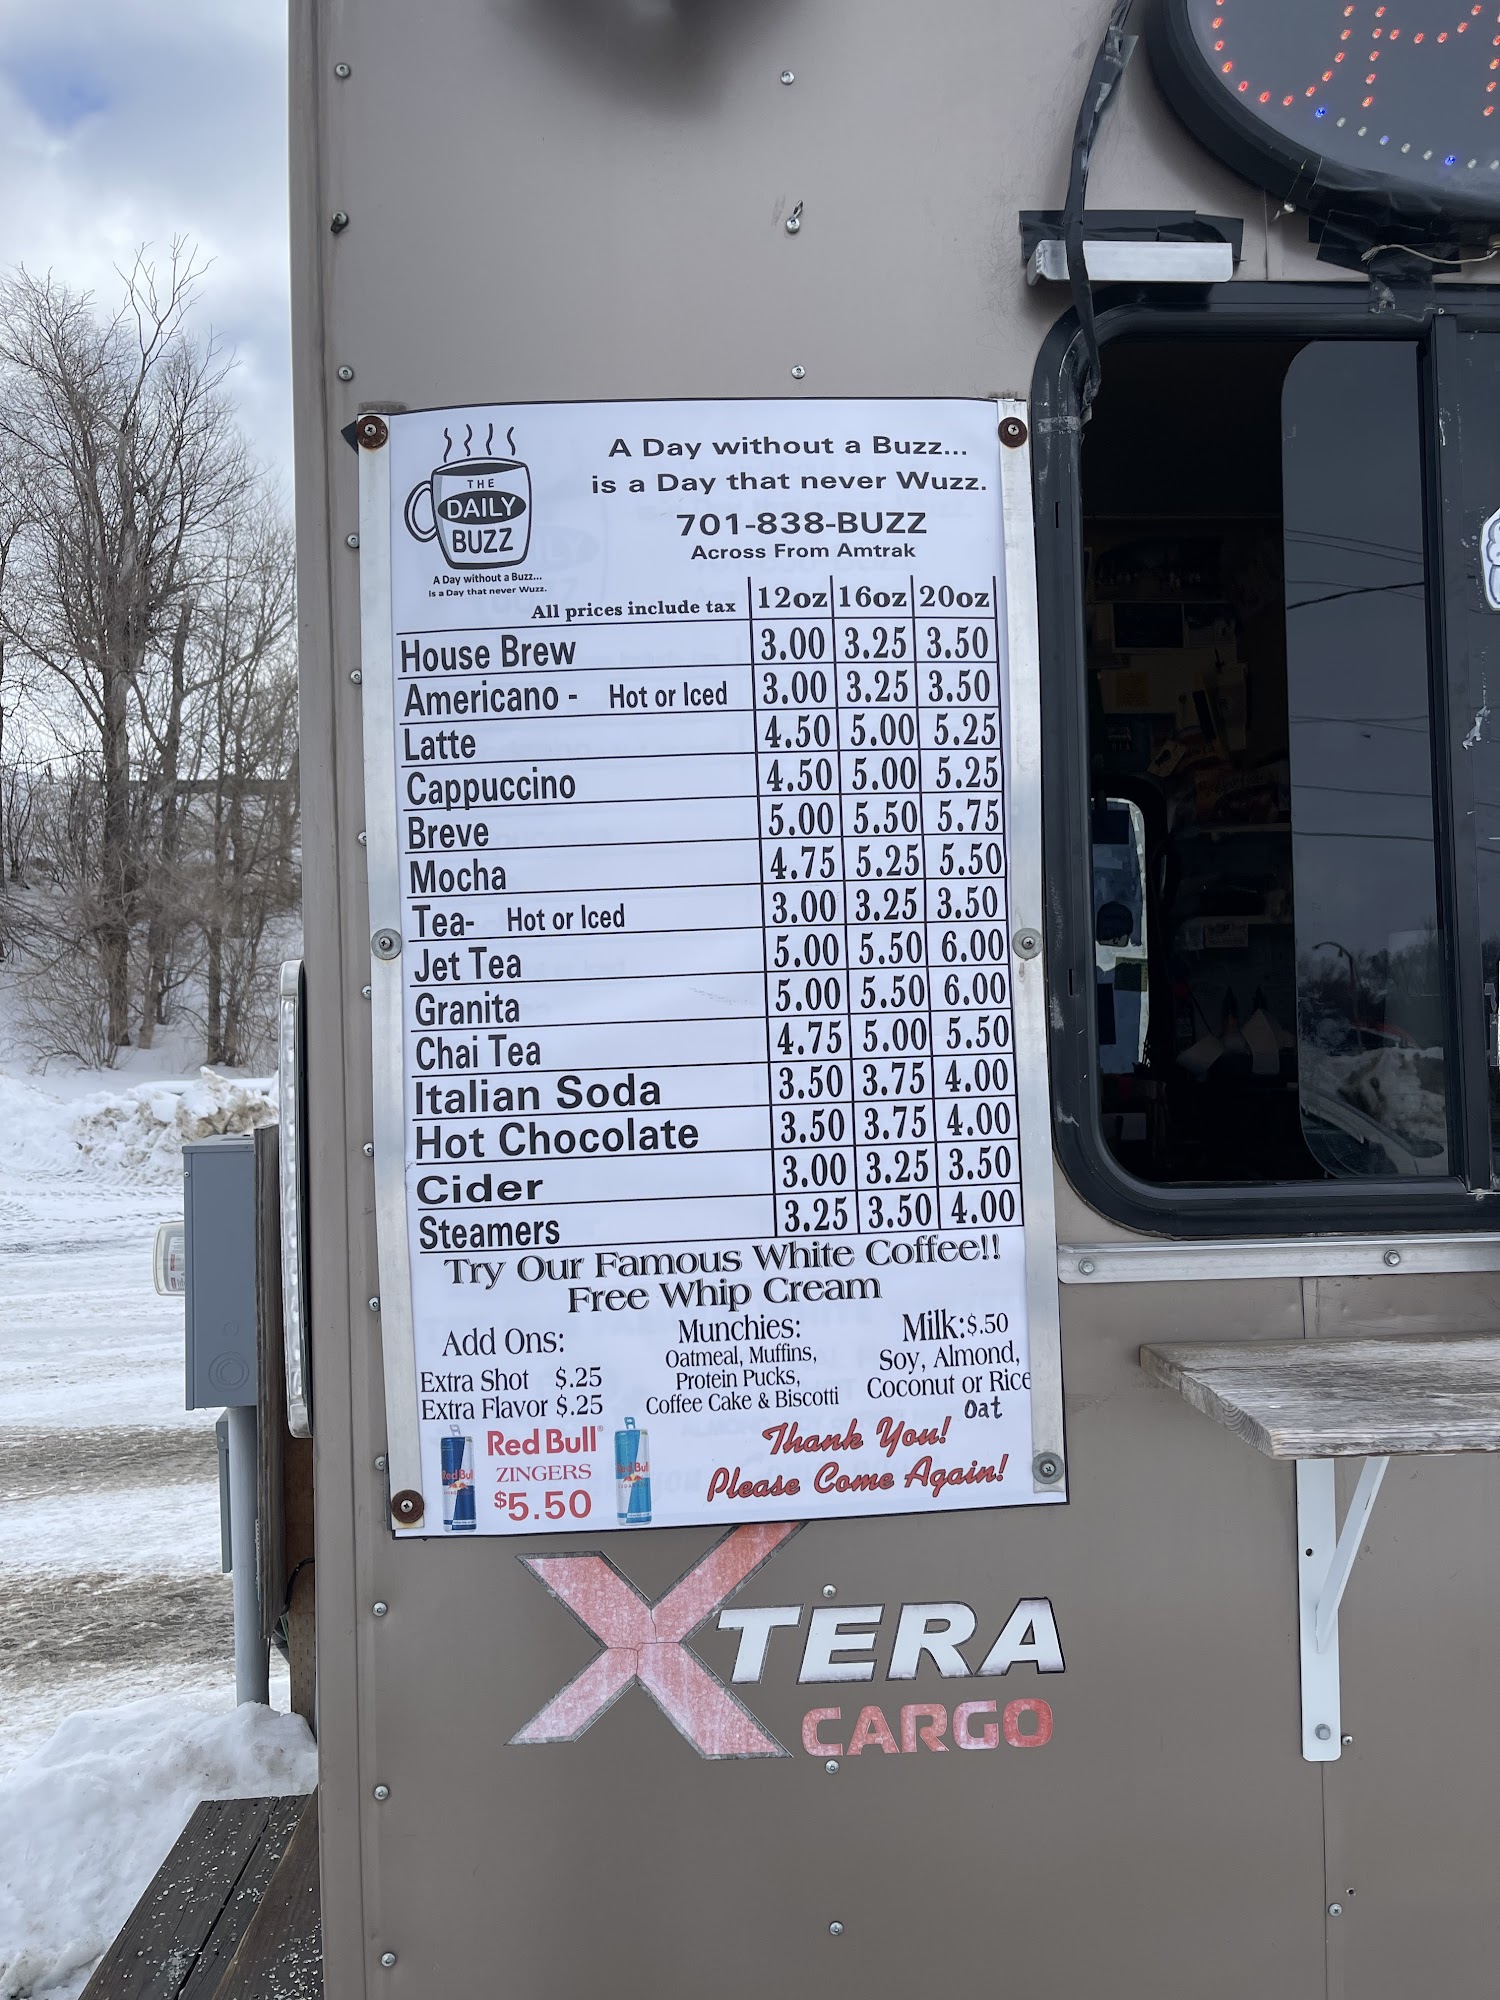 THE
DAILY
BUZZ
A Day without a Buzz...
is a Day that never Wuzz.
A Day without a Buzz...
is a Day that never Wuzz.
701-838-BUZZ
Across From Amtrak
All prices include tax 12oz 16oz 20oz
House Brew 3.00 3.25 3.50
Americano - Hot or Iced 3.00 3.25 3.50
Latte 4.50 5.00 5.25
Cappuccino 4.50 5.00 5.25
Breve 5.00 5.50 5.75
Mocha 4.75 5.25 5.50
Tea- Hot or Iced 3.00 3.25 3.50
Jet Tea 5.00 5.50 6.00
Granita 5.00 5.50 6.00
Chai Tea 4.75 5.00 5.50
Italian Soda 3.50 3.75 4.00
Hot Chocolate 3.50 3.75 4.00
Cider 3.00 3.25 3.50
Steamers 3.25 3.50 4.00
Try Our Famous White Coffee!!
Free Whip Cream
Add Ons:
Extra Shot $.25
Extra Flavor $.25
Munchies:
Oatmeal, Muffins,
Protein Pucks,
Coffee Cake & Biscotti
Milk:$.50
Soy, Almond,
Coconut or Rice
Oat
Red Bull
ZINGERS
$5.50
Thank You!
Please Come Again!
XTERA
CARGO